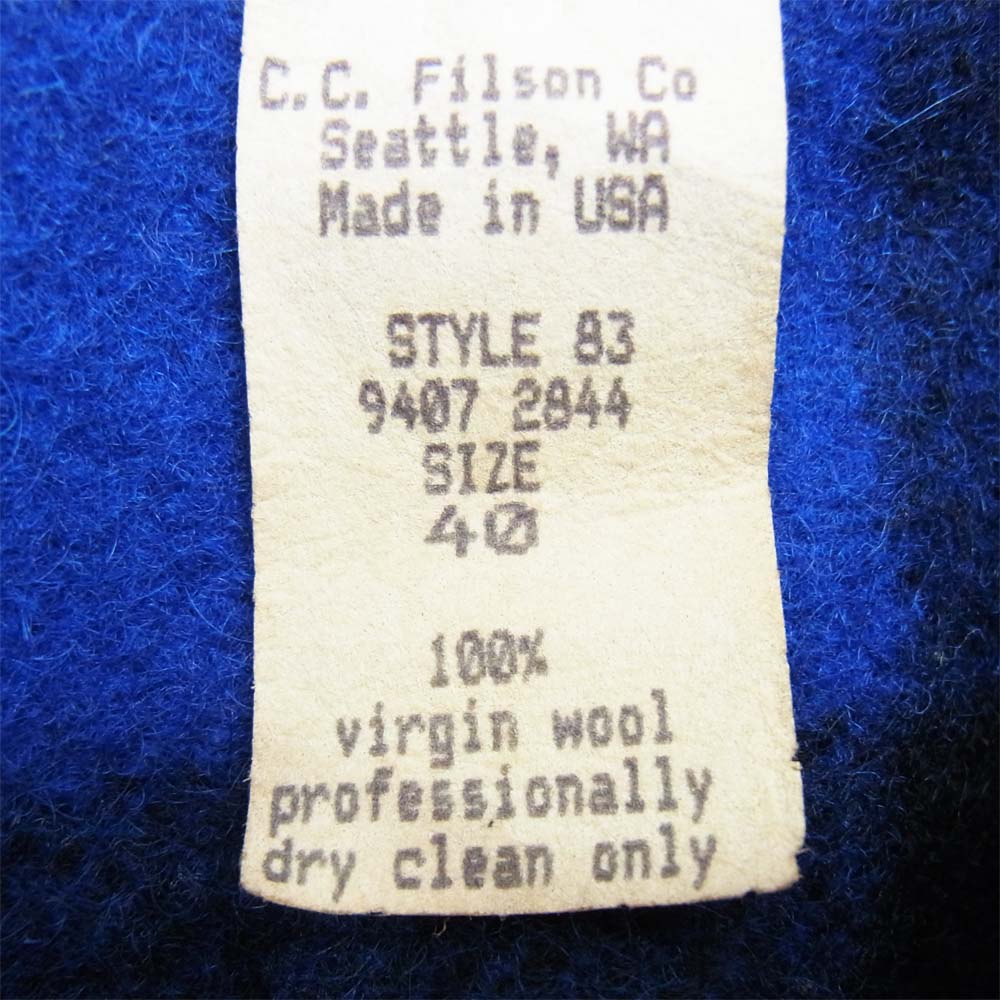 C.C. Filson Co
Seattle, WA
Made in USA
STYLE 83
9407 2844
SIZE
40
100%
virgin wool
professionally
dry clean only